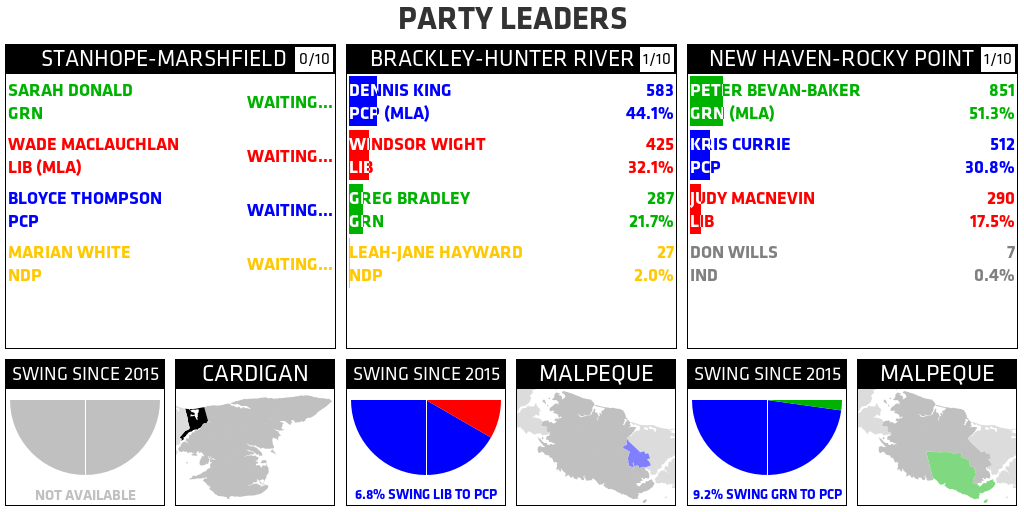 PARTY LEADERS
STANHOPE-MARSHFIELD 0/10
SARAH DONALD
GRN
WAITING...
WADE MACLAUCHLAN
LIB (MLA)
WAITING...
BLOYCE THOMPSON
PCP
WAITING...
MARIAN WHITE
NDP
WAITING...
BRACKLEY-HUNTER RIVER 1/10
DENNIS KING 583
PCP (MLA) 44.1%
WINDSOR WIGHT 425
LIB 32.1%
GREG BRADLEY 287
GRN 21.7%
LEAH-JANE HAYWARD 27
NDP 2.0%
NEW HAVEN-ROCKY POINT 1/10
PETER BEVAN-BAKER 851
GRN (MLA) 51.3%
KRIS CURRIE 512
PCP 30.8%
JUDY MACNEVIN 290
LIB 17.5%
DON WILLS 7
IND 0.4%
SWING SINCE 2015
NOT AVAILABLE
CARDIGAN
SWING SINCE 2015
6.8% SWING LIB TO PCP
MALPEQUE
SWING SINCE 2015
9.2% SWING GRN TO PCP
MALPEQUE